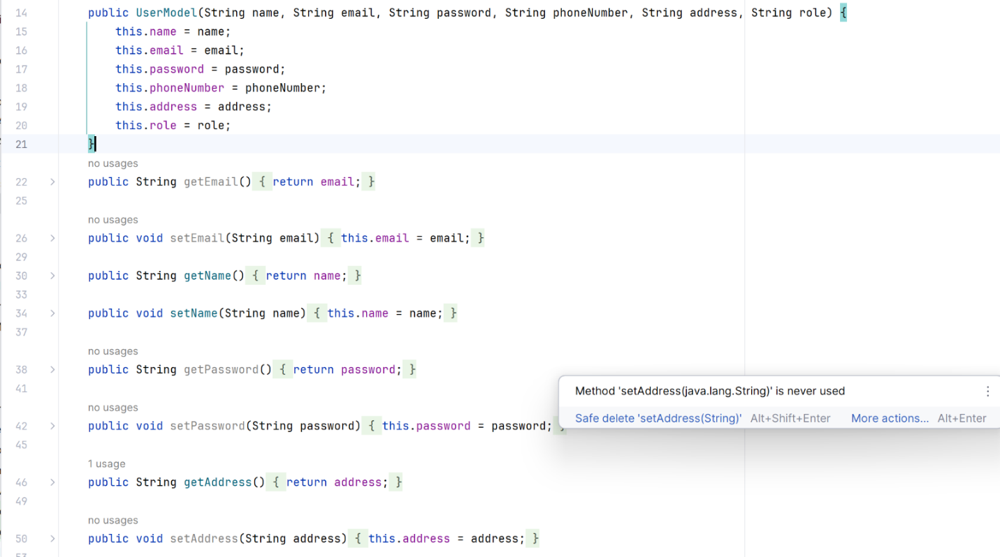 14 public UserModel(String name, String email, String password, String phoneNumber, String address, String role) {
15 this.name = name;
16 this.email = email;
17 this.password = password;
18 this.phoneNumber = phoneNumber;
19 this.address = address;
20 this.role = role;
21 }
no usages
22 > public String getEmail() { return email; }
25
no usages
26 > public void setEmail(String email) { this.email = email; }
29
30 > public String getName() { return name; }
33
34 > public void setName(String name) { this.name = name; }
37
no usages
38 > public String getPassword() { return password; }
41
Method 'setAddress(java.lang.String)' is never used
Safe delete 'setAddress(String)' Alt+Shift+Enter More actions... Alt+Enter
no usages
42 > public void setPassword(String password) { this.password = password; }
45
1 usage
46 > public String getAddress() { return address; }
49
no usages
50 > public void setAddress(String address) { this.address = address; }
53